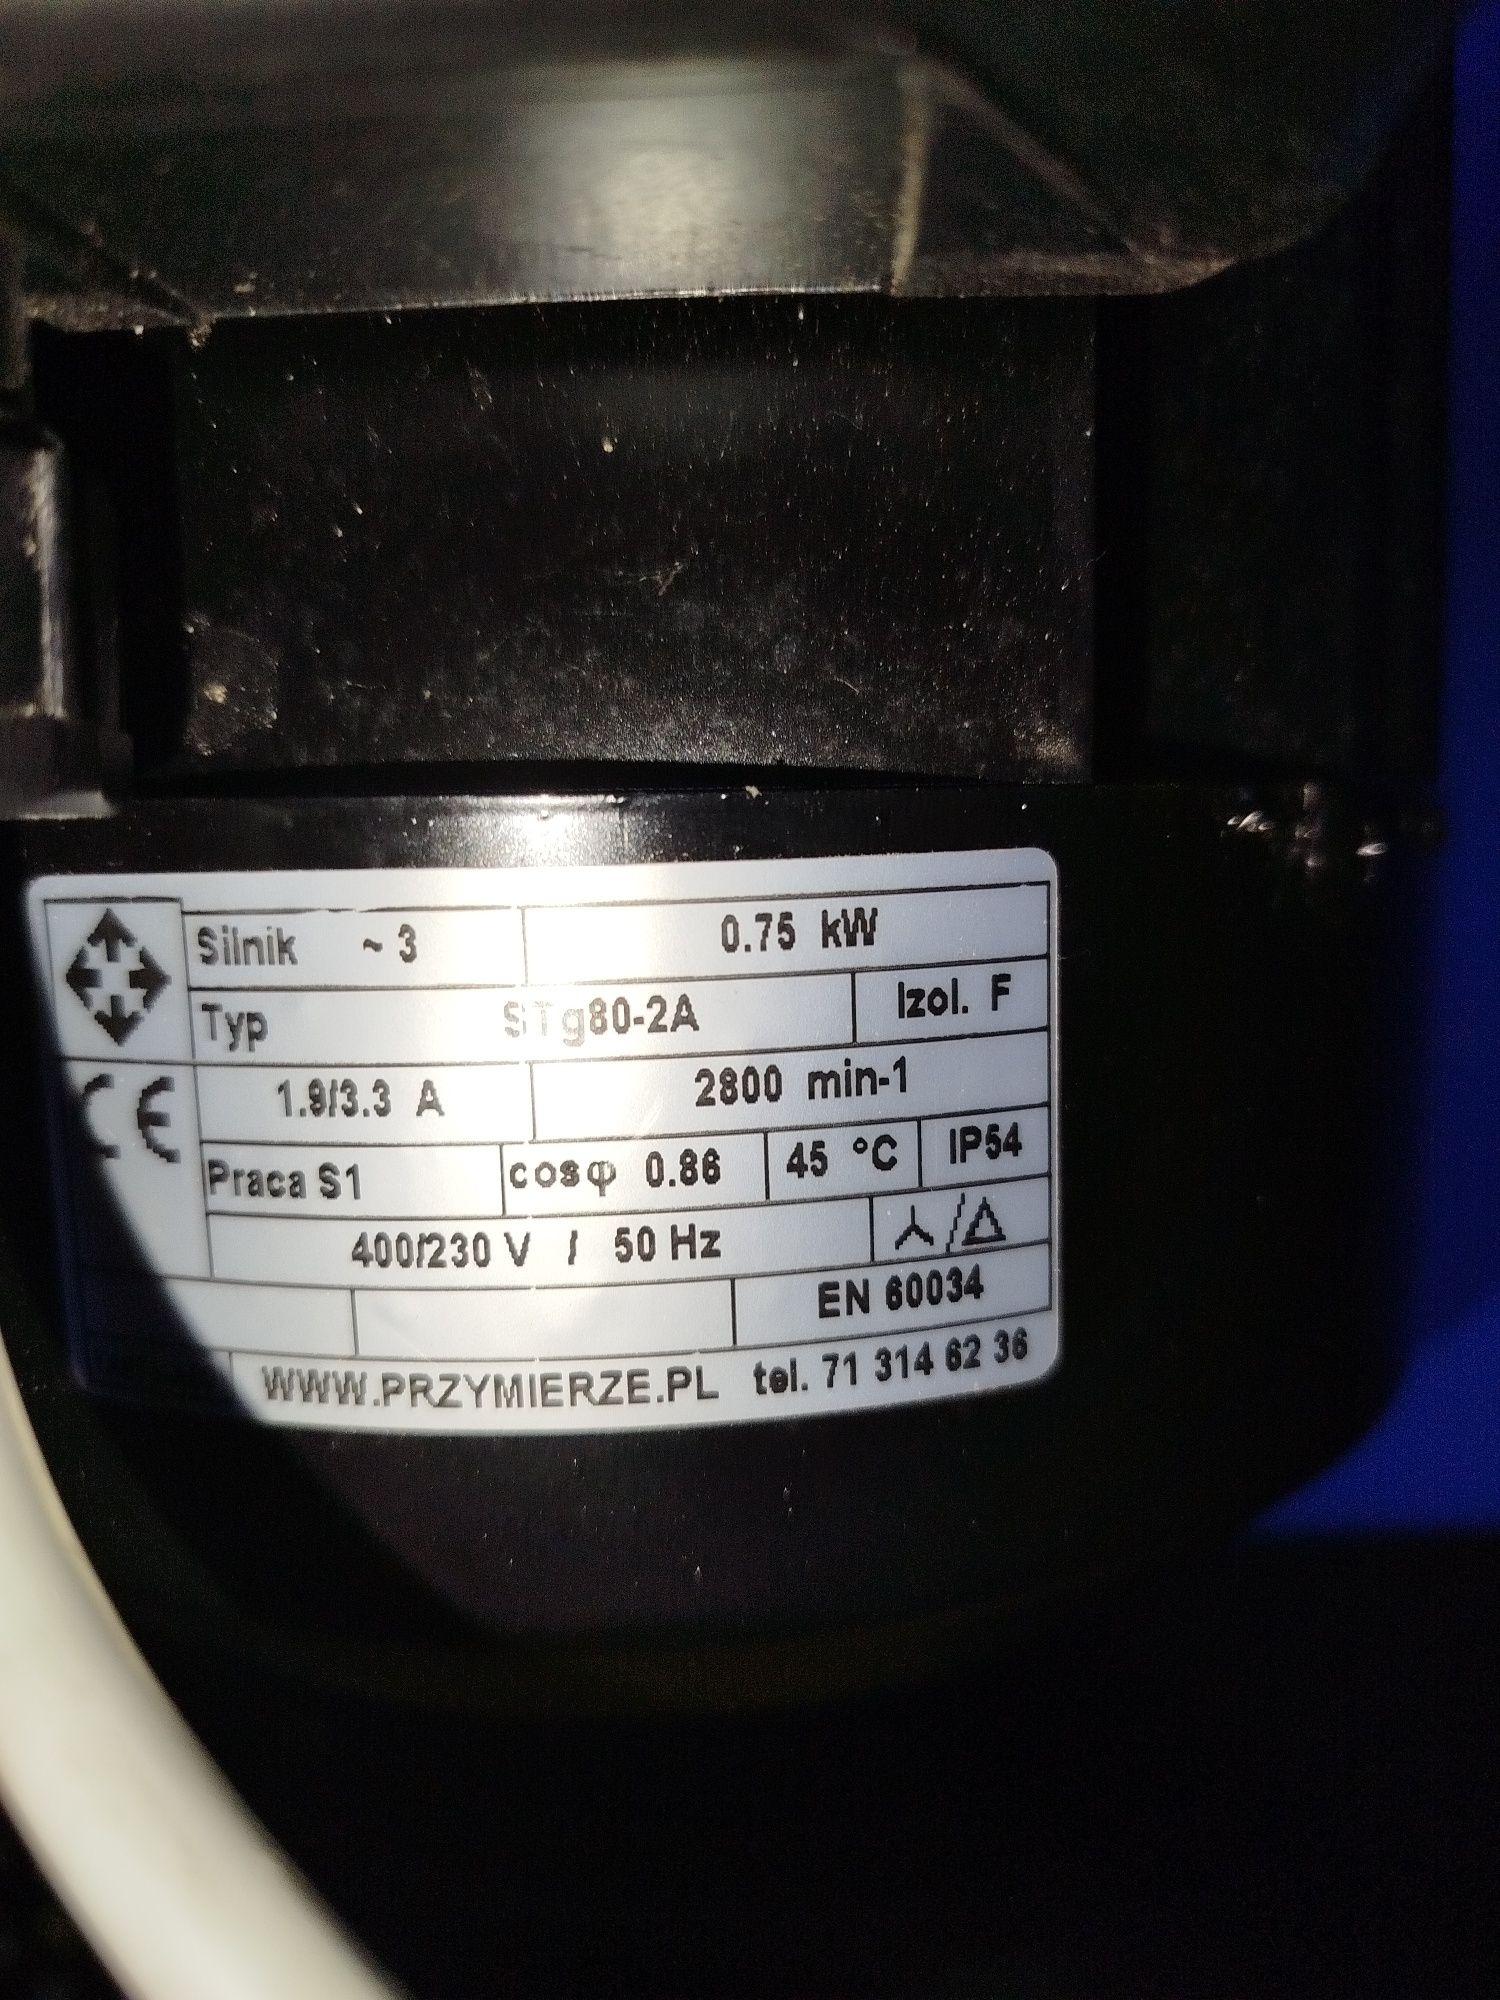 Silnik ~ 3 0.75 kW
Typ STg80-2A Izol. F
1.9/3.3 A 2800 min-1
CE
Praca S1 cosφ 0.86 45 °C IP54
400/230 V / 50 Hz Y/Δ
EN 60034
WWW.PRZYMIERZE.PL tel. 71 314 62 36